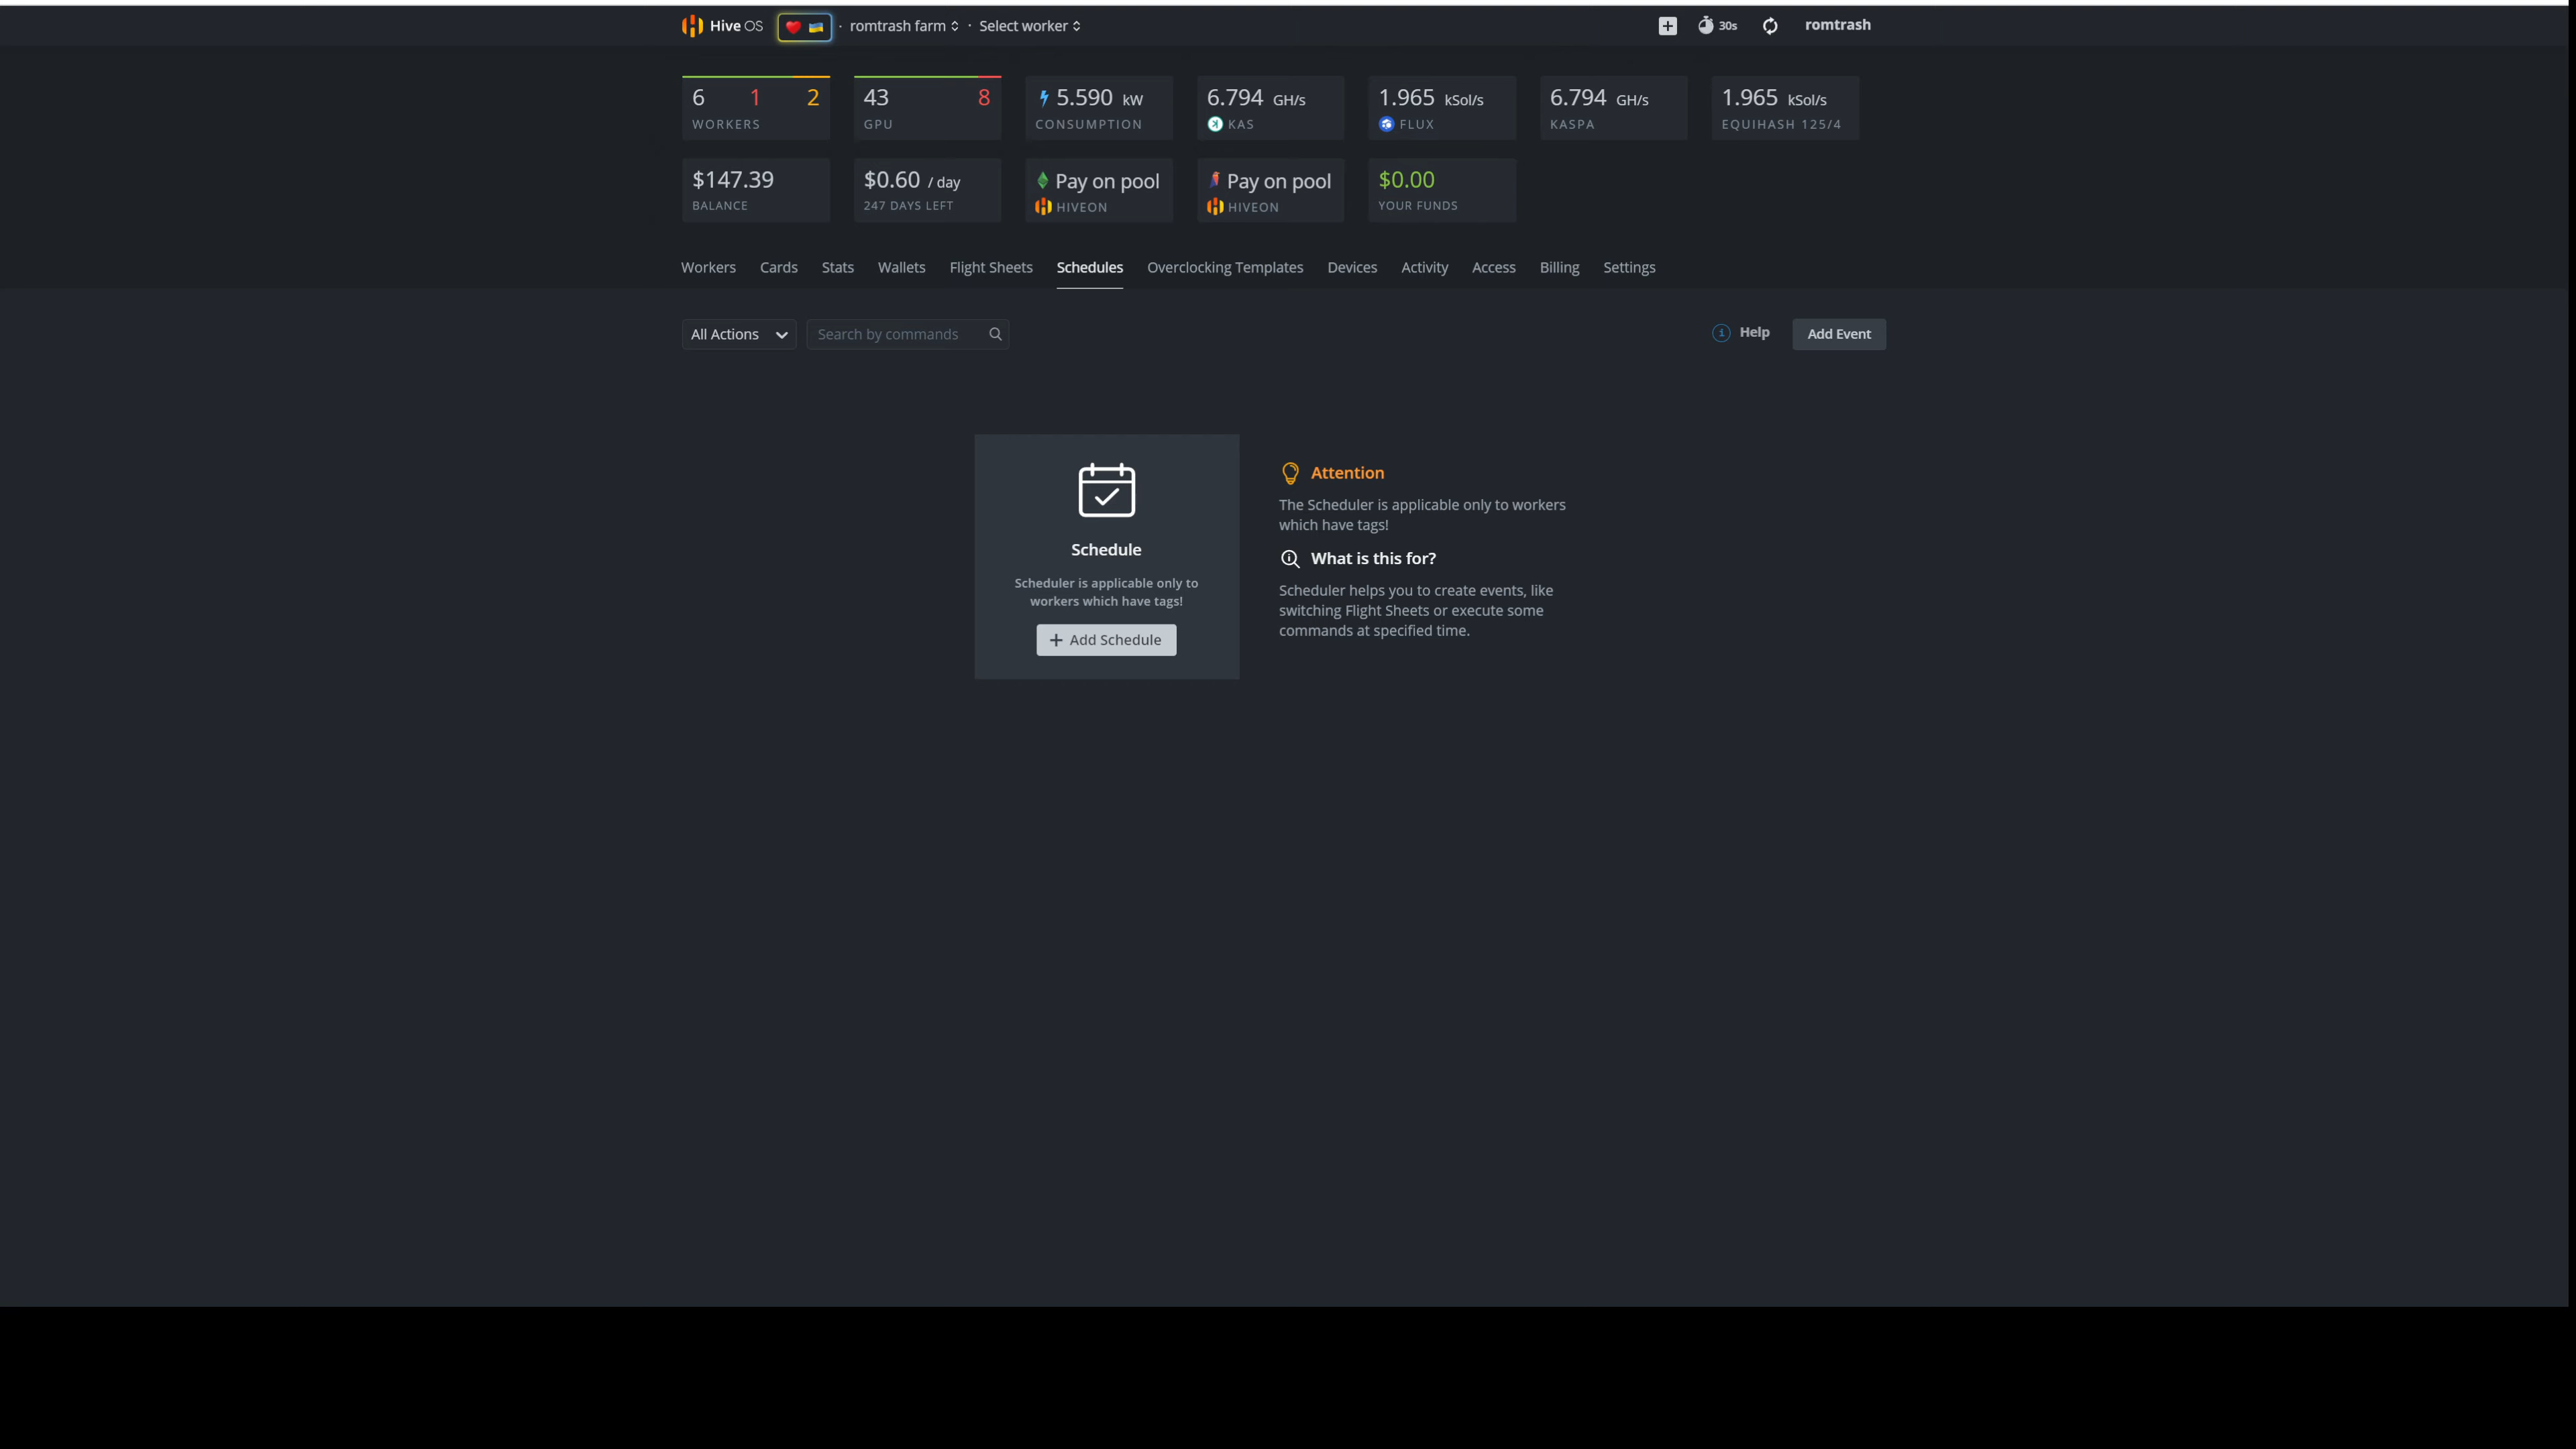 Hive OS · romtrash farm · Select worker 30s romtrash
6 1 2 43 8 5.590 kW 6.794 GH/s 1.965 kSol/s 6.794 GH/s 1.965 kSol/s
WORKERS GPU CONSUMPTION KAS FLUX KASPA EQUIHASH 125/4
$147.39 $0.60 / day Pay on pool Pay on pool $0.00
BALANCE 247 DAYS LEFT HIVEON HIVEON YOUR FUNDS
Workers Cards Stats Wallets Flight Sheets Schedules Overclocking Templates Devices Activity Access Billing Settings
All Actions Search by commands Help Add Event
Schedule
Scheduler is applicable only to
workers which have tags!
+ Add Schedule
Attention
The Scheduler is applicable only to workers
which have tags!
What is this for?
Scheduler helps you to create events, like
switching Flight Sheets or execute some
commands at specified time.